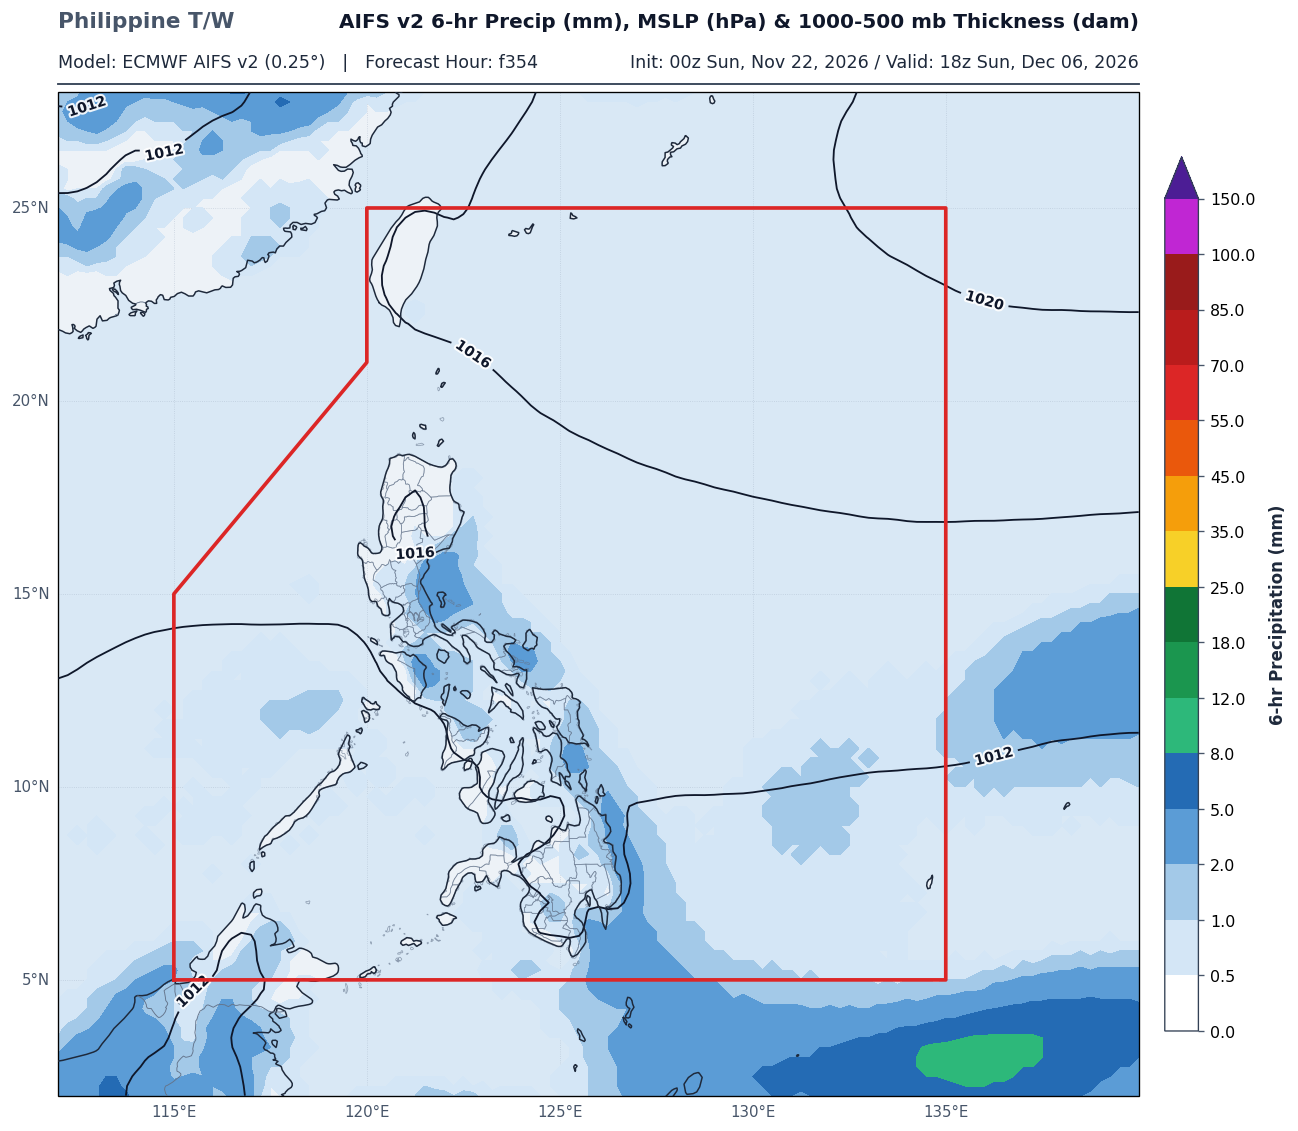 Philippine T/W
AIFS v2 6-hr Precip (mm), MSLP (hPa) & 1000-500 mb Thickness (dam)
Model: ECMWF AIFS v2 (0.25°) | Forecast Hour: f354
Init: 00z Sun, Nov 22, 2026 / Valid: 18z Sun, Dec 06, 2026
1012
1012
1020
1016
1016
1012
1012
25°N
20°N
15°N
10°N
5°N
115°E
120°E
125°E
130°E
135°E
150.0
100.0
85.0
70.0
55.0
45.0
35.0
25.0
18.0
12.0
8.0
5.0
2.0
1.0
0.5
0.0
6-hr Precipitation (mm)